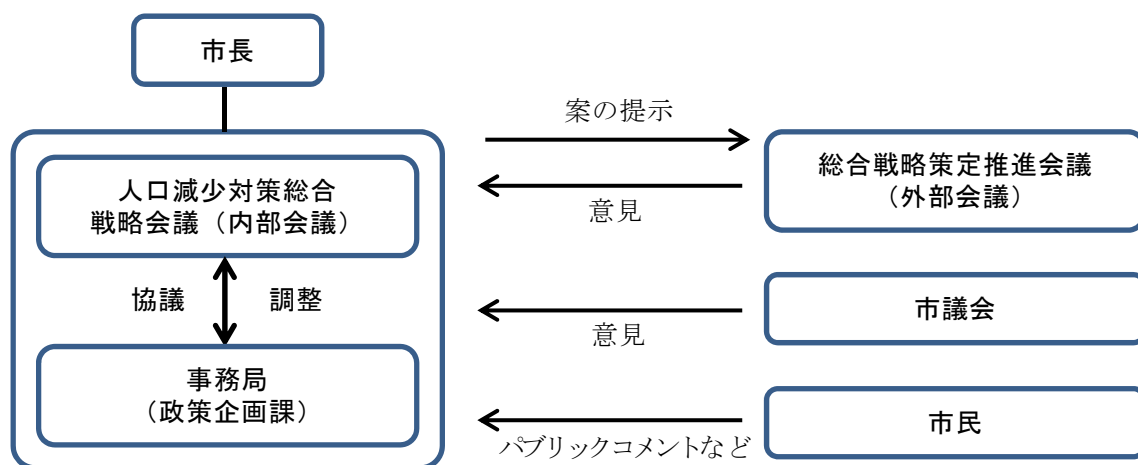 市長
案の提示
人口減少対策総合
戦略会議（内部会議）
総合戦略策定推進会議
（外部会議）
意見
協議
調整
市議会
意見
事務局
（政策企画課）
市民
パブリックコメントなど